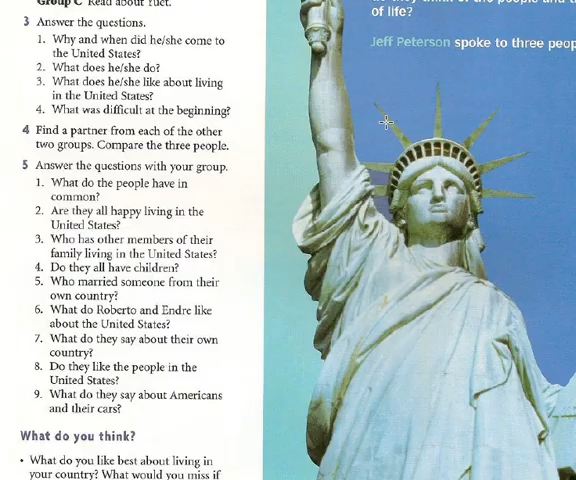 Group C Read about Yuet.
3 Answer the questions.
1. Why and when did he/she come to
the United States?
2. What does he/she do?
3. What does he/she like about living
in the United States?
4. What was difficult at the beginning?
4 Find a partner from each of the other
two groups. Compare the three people.
5 Answer the questions with your group.
1. What do the people have in
common?
2. Are they all happy living in the
United States?
3. Who has other members of their
family living in the United States?
4. Do they all have children?
5. Who married someone from their
own country?
6. What do Roberto and Endre like
about the United States?
7. What do they say about their own
country?
8. Do they like the people in the
United States?
9. What do they say about Americans
and their cars?
What do you think?
• What do you like best about living in
your country? What would you miss if
of life?
Jeff Peterson spoke to three